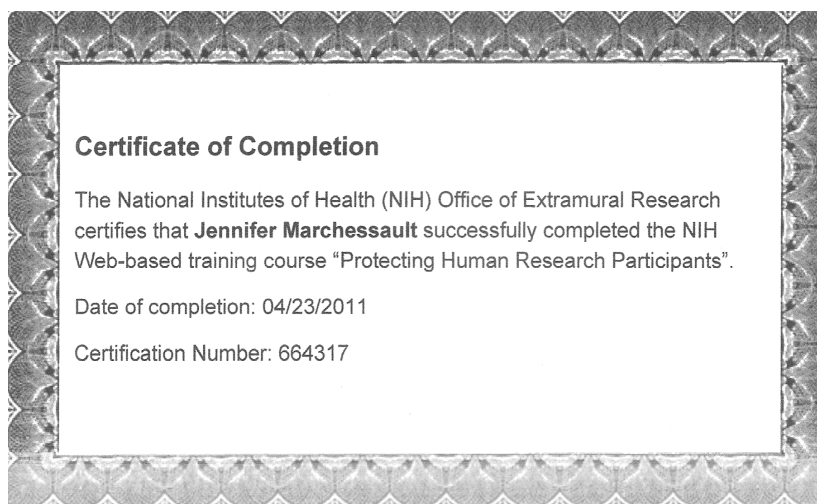 Certificate of Completion
The National Institutes of Health (NIH) Office of Extramural Research
certifies that Jennifer Marchessault successfully completed the NIH
Web-based training course “Protecting Human Research Participants”.
Date of completion: 04/23/2011
Certification Number: 664317